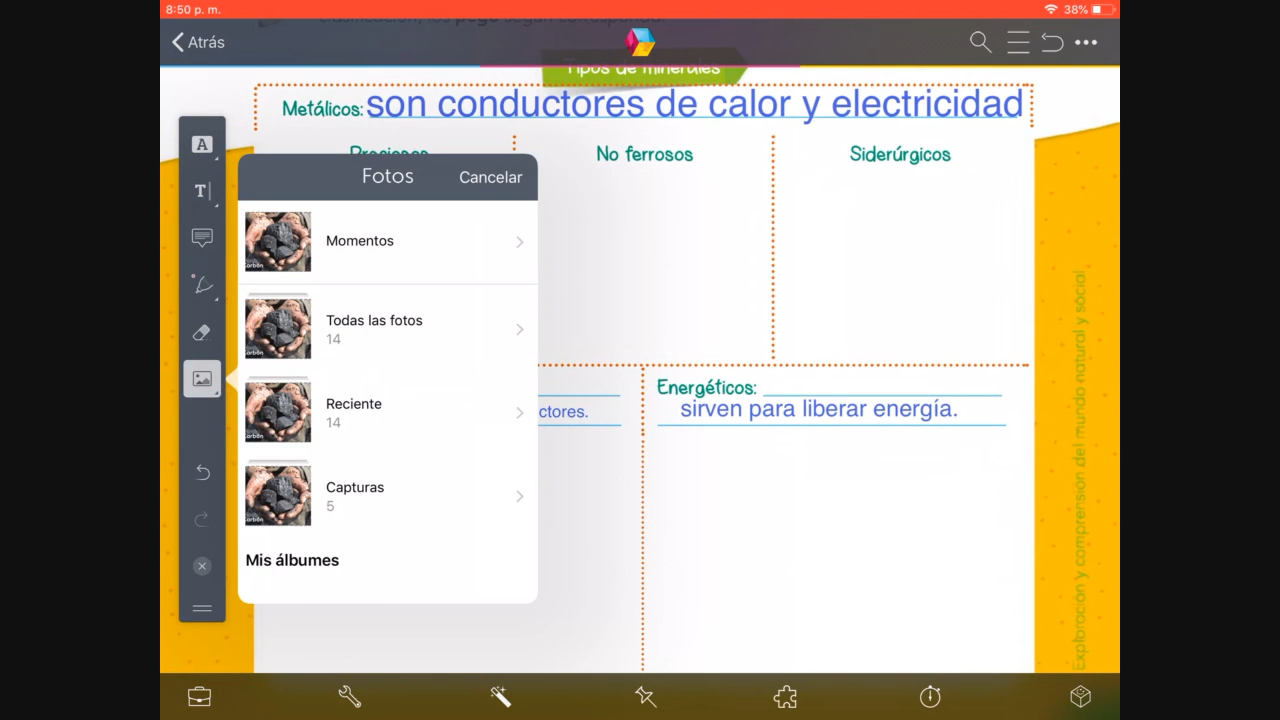 8:50 p. m.
38%
Atrás
Tipos de minerales
Metálicos: son conductores de calor y electricidad
Preciosos
No ferrosos
Siderúrgicos
Fotos
Cancelar
Momentos
Todas las fotos
14
Reciente
14
Capturas
5
Mis álbumes
ctores.
Energéticos:
sirven para liberar energía.
Exploración y comprensión del mundo natural y social